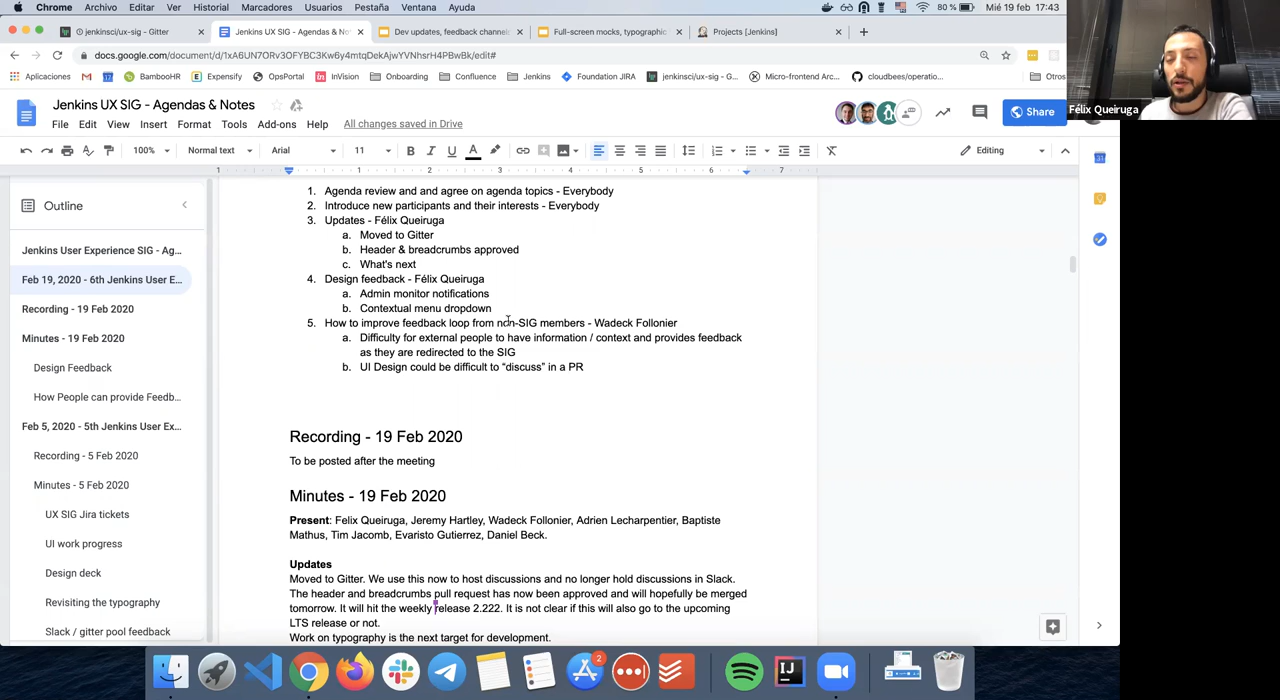 Chrome Archivo Editar Ver Historial Marcadores Usuarios Pestaña Ventana Ayuda
80 % Mié 19 feb 17:43
jenkinsci/ux-sig - Gitter
Jenkins UX SIG - Agendas & No
Dev updates, feedback channel
Full-screen mocks, typographic
Projects [Jenkins]
docs.google.com/document/d/1xA6UN7ORv3OFYBC3Kw6y4mtqDekAjwYVNhsrH4PBwBk/edit#
Aplicaciones
BambooHR
Expensify
OpsPortal
InVision
Onboarding
Confluence
Jenkins
Foundation JIRA
jenkinsci/ux-sig - G...
Micro-frontend Arc...
cloudbees/operatio...
Otros
Félix Queiruga
Jenkins UX SIG - Agendas & Notes
File Edit View Insert Format Tools Add-ons Help All changes saved in Drive
Share
100% Normal text Arial 11 B I U A Editing
1 1 2 3 4 5 6 7
Outline
Jenkins User Experience SIG - Ag...
Feb 19, 2020 - 6th Jenkins User E...
Recording - 19 Feb 2020
Minutes - 19 Feb 2020
Design Feedback
How People can provide Feedb...
Feb 5, 2020 - 5th Jenkins User Ex...
Recording - 5 Feb 2020
Minutes - 5 Feb 2020
UX SIG Jira tickets
UI work progress
Design deck
Revisiting the typography
Slack / gitter pool feedback
1. Agenda review and and agree on agenda topics - Everybody
2. Introduce new participants and their interests - Everybody
3. Updates - Félix Queiruga
a. Moved to Gitter
b. Header & breadcrumbs approved
c. What's next
4. Design feedback - Félix Queiruga
a. Admin monitor notifications
b. Contextual menu dropdown
5. How to improve feedback loop from non-SIG members - Wadeck Follonier
a. Difficulty for external people to have information / context and provides feedback
as they are redirected to the SIG
b. UI Design could be difficult to “discuss” in a PR
Recording - 19 Feb 2020
To be posted after the meeting
Minutes - 19 Feb 2020
Present: Felix Queiruga, Jeremy Hartley, Wadeck Follonier, Adrien Lecharpentier, Baptiste
Mathus, Tim Jacomb, Evaristo Gutierrez, Daniel Beck.
Updates
Moved to Gitter. We use this now to host discussions and no longer hold discussions in Slack.
The header and breadcrumbs pull request has now been approved and will hopefully be merged
tomorrow. It will hit the weekly release 2.222. It is not clear if this will also go to the upcoming
LTS release or not.
Work on typography is the next target for development.
2